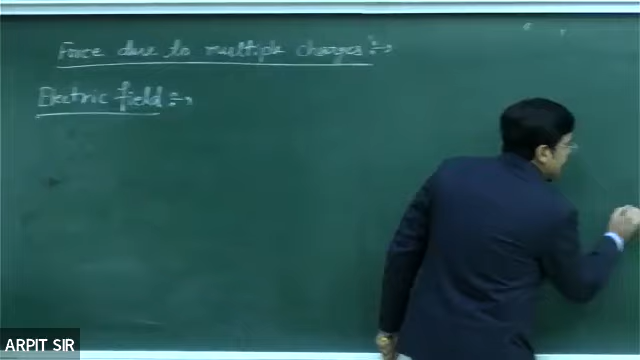 Force due to multiple charges :→
Electric field :→
ARPIT SIR